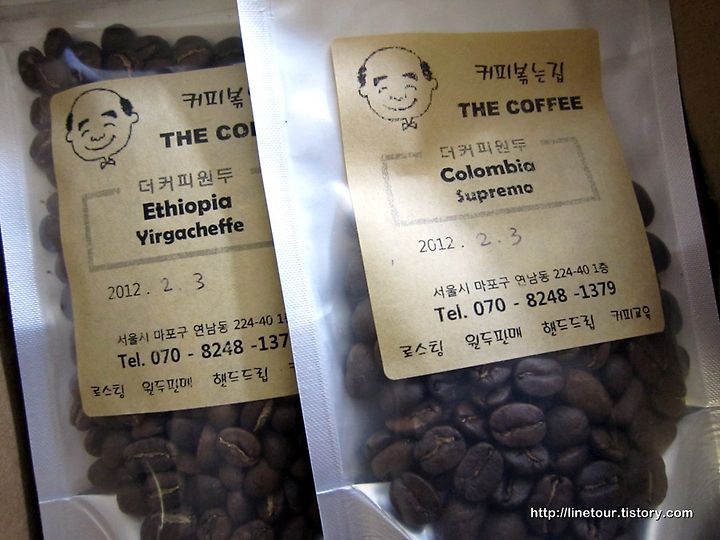 커피볶는
THE CO
더커피원두
Ethiopia
Yirgacheffe
2012. 2. 3
서울시 마포구 연남동 224-40 1
Tel. 070 - 8248 -137
로스팅 원두판매 핸드드립
커피볶는집
THE COFFEE
더커피원두
Colombia
Supremo
2012. 2. 3
서울시 마포구 연남동 224-40 1층
Tel. 070 - 8248 -1379
로스팅 원두판매 핸드드립 커피교육
http://linetour.tistory.com